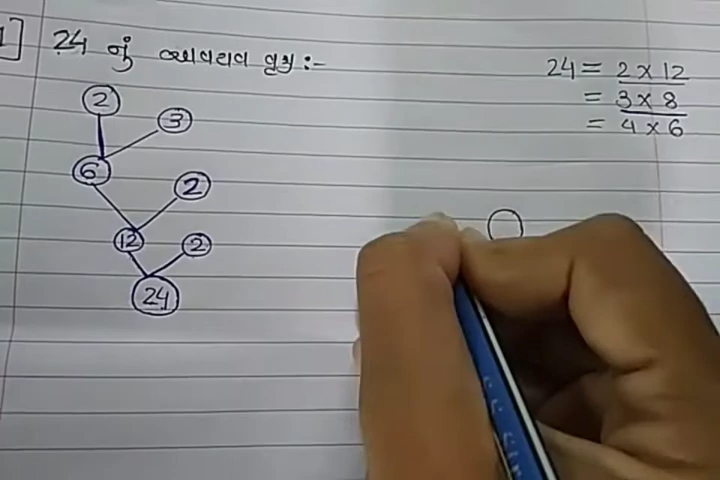 1] 24 નું અવયવ વૃક્ષ :-
24 = 2 × 12
= 3 × 8
= 4 × 6
2
3
6
2
12
2
24